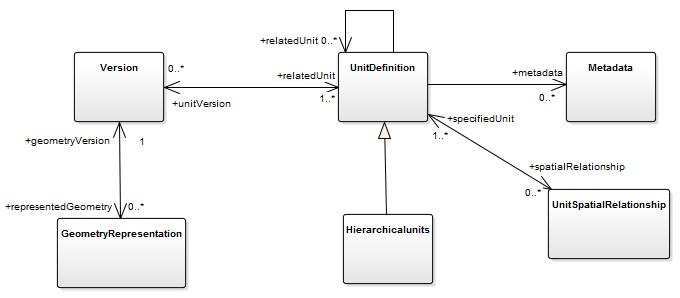 +relatedUnit 0..*
Version
0..*
+relatedUnit
UnitDefinition
+metadata
Metadata
+unitVersion
1..*
0..*
+geometryVersion
1
+specifiedUnit
1..*
+spatialRelationship
0..*
+representedGeometry
0..*
UnitSpatialRelationship
GeometryRepresentation
Hierarchicalunits